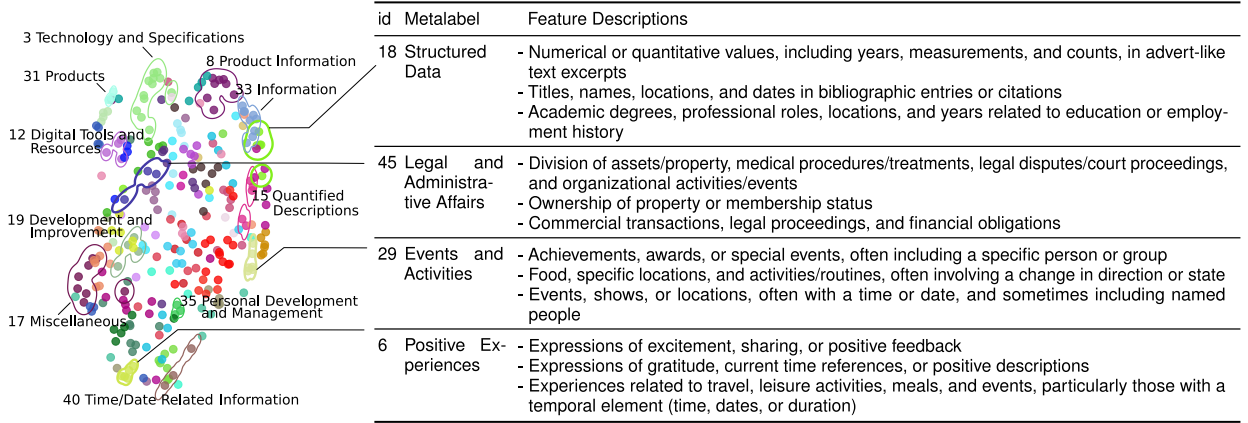 3 Technology and Specifications
31 Products
8 Product Information
33 Information
12 Digital Tools and
Resources
15 Quantified
Descriptions
19 Development and
Improvement
35 Personal Development
and Management
17 Miscellaneous
40 Time/Date Related Information
id Metalabel Feature Descriptions
18 Structured - Numerical or quantitative values, including years, measurements, and counts, in advert-like
Data text excerpts
- Titles, names, locations, and dates in bibliographic entries or citations
- Academic degrees, professional roles, locations, and years related to education or employ-
ment history
45 Legal and - Division of assets/property, medical procedures/treatments, legal disputes/court proceedings,
Administra- and organizational activities/events
tive Affairs - Ownership of property or membership status
- Commercial transactions, legal proceedings, and financial obligations
29 Events and - Achievements, awards, or special events, often including a specific person or group
Activities - Food, specific locations, and activities/routines, often involving a change in direction or state
- Events, shows, or locations, often with a time or date, and sometimes including named
people
6 Positive Ex- - Expressions of excitement, sharing, or positive feedback
periences - Expressions of gratitude, current time references, or positive descriptions
- Experiences related to travel, leisure activities, meals, and events, particularly those with a
temporal element (time, dates, or duration)